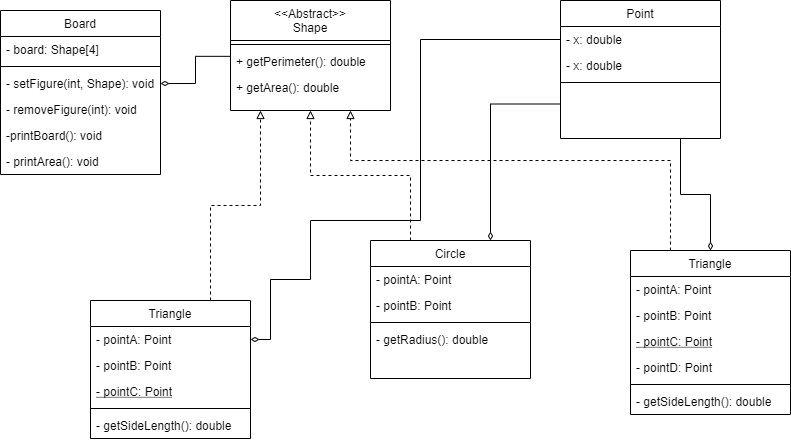 Board
- board: Shape[4]
- setFigure(int, Shape): void
- removeFigure(int): void
-printBoard(): void
- printArea(): void
<<Abstract>>
Shape
+ getPerimeter(): double
+ getArea(): double
Point
- x: double
- x: double
Triangle
- pointA: Point
- pointB: Point
- pointC: Point
- getSideLength(): double
Circle
- pointA: Point
- pointB: Point
- getRadius(): double
Triangle
- pointA: Point
- pointB: Point
- pointC: Point
- pointD: Point
- getSideLength(): double